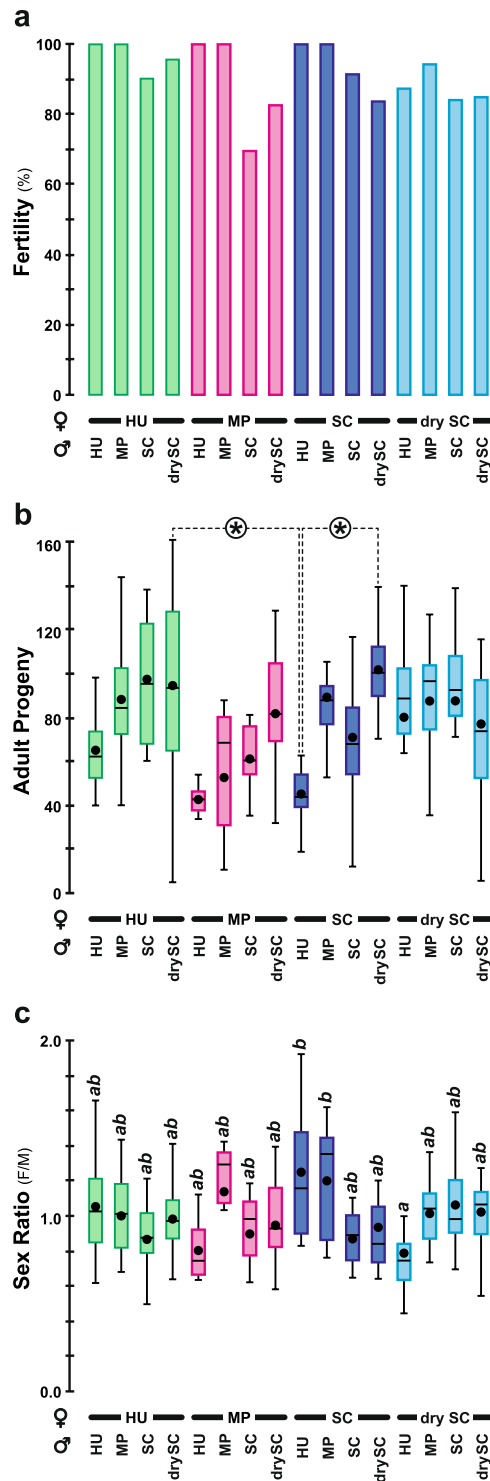 a
Fertility (%)
100
80
60
40
20
0
♀ HU MP SC dry SC
♂ HU MP SC drySC HU MP SC drySC HU MP SC drySC HU MP SC drySC
b
Adult Progeny
160
120
80
40
0
* *
♀ HU MP SC dry SC
♂ HU MP SC drySC HU MP SC drySC HU MP SC drySC HU MP SC drySC
c
Sex Ratio (F/M)
2.0
1.0
0.0
ab ab ab ab ab ab ab ab b b ab ab a ab ab ab
♀ HU MP SC dry SC
♂ HU MP SC drySC HU MP SC drySC HU MP SC drySC HU MP SC drySC